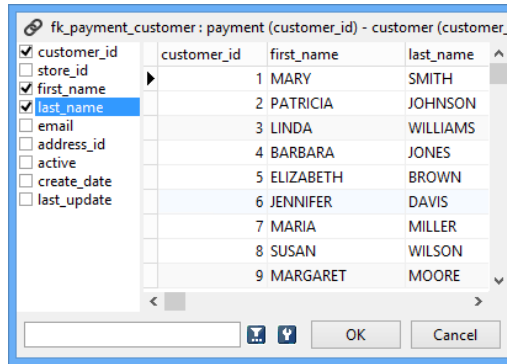 fk_payment_customer : payment (customer_id) - customer (customer_
customer_id
store_id
first_name
last_name
email
address_id
active
create_date
last_update
customer_id first_name last_name
1 MARY SMITH
2 PATRICIA JOHNSON
3 LINDA WILLIAMS
4 BARBARA JONES
5 ELIZABETH BROWN
6 JENNIFER DAVIS
7 MARIA MILLER
8 SUSAN WILSON
9 MARGARET MOORE
OK Cancel